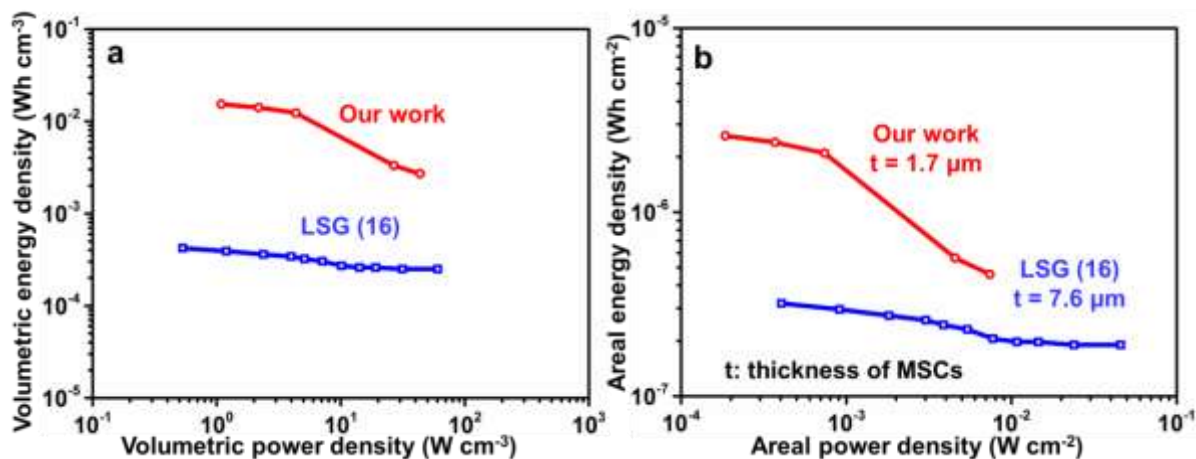 a
Volumetric energy density (Wh cm-3)
10-1
10-2
10-3
10-4
10-5
Our work
LSG (16)
10-1
100
101
102
103
Volumetric power density (W cm-3)
b
Areal energy density (Wh cm-2)
10-5
10-6
10-7
Our work
t = 1.7 µm
LSG (16)
t = 7.6 µm
t: thickness of MSCs
10-4
10-3
10-2
10-1
Areal power density (W cm-2)